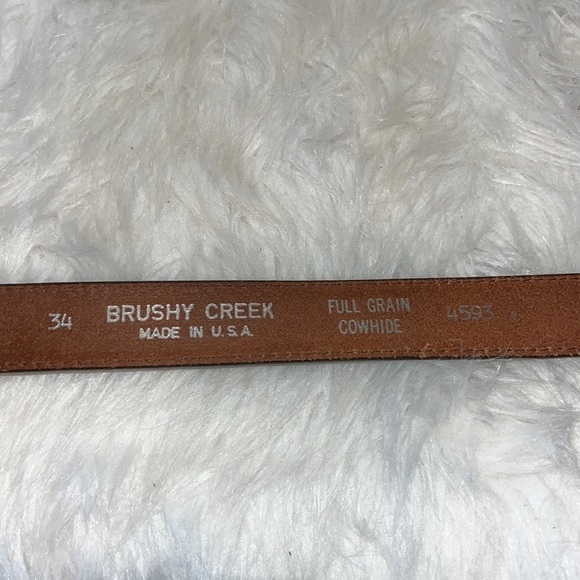 34
BRUSHY CREEK
MADE IN U.S.A.
FULL GRAIN
COWHIDE
4593